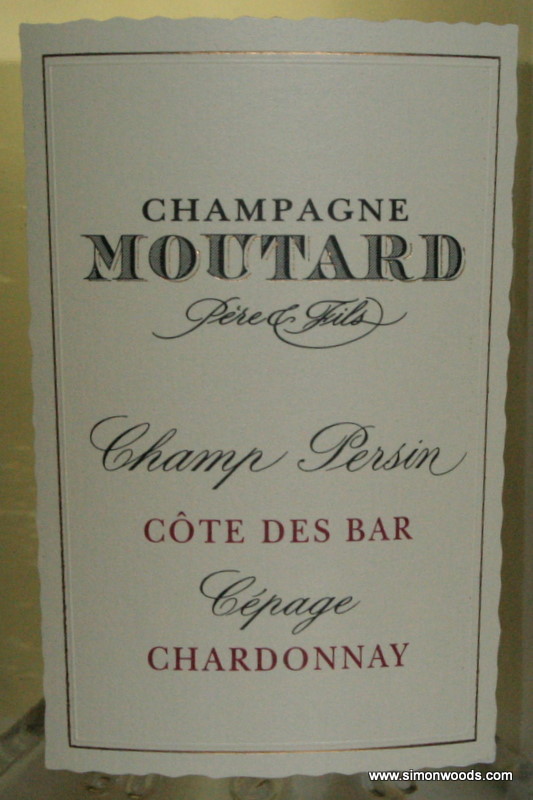 CHAMPAGNE
MOUTARD
Père & Fils
Champ Persin
CÔTE DES BAR
Cépage
CHARDONNAY
www.simonwoods.com